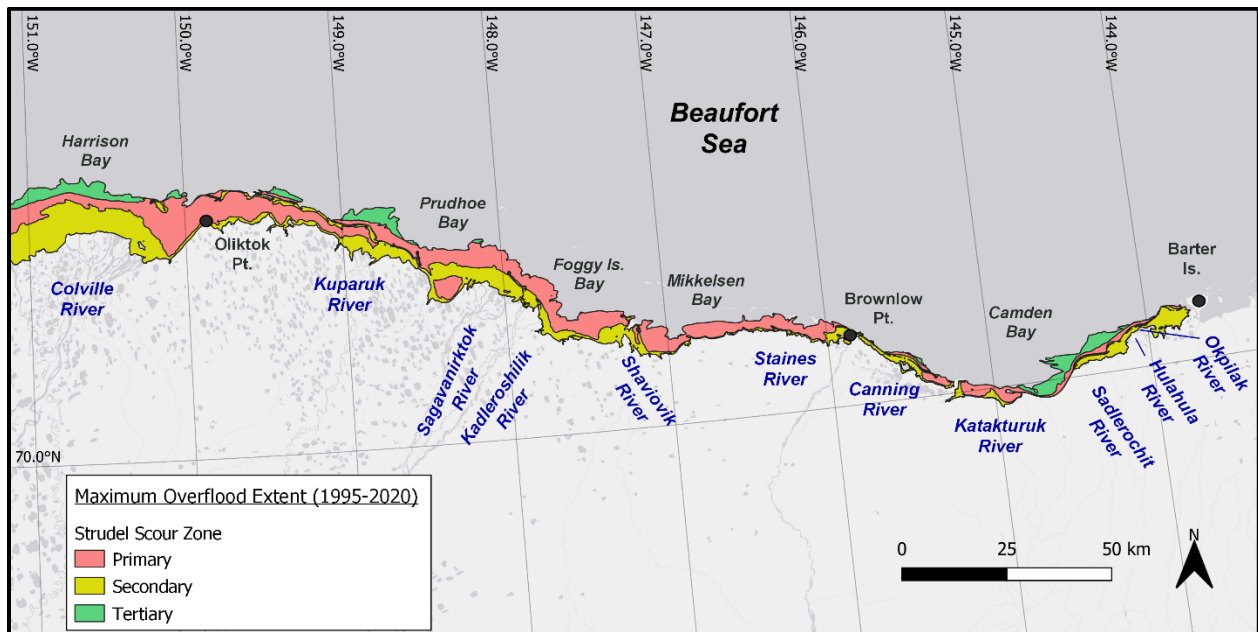 151.0°W
150.0°W
149.0°W
148.0°W
147.0°W
146.0°W
145.0°W
144.0°W
Beaufort
Sea
Harrison
Bay
Prudhoe
Bay
Oliktok
Pt.
Foggy Is.
Bay
Mikkelsen
Bay
Barter
Is.
Brownlow
Pt.
Camden
Bay
Colville
River
Kuparuk
River
Sagavanirktok
River
Kadleroshilik
River
Shaviovik
River
Staines
River
Canning
River
Katakturuk
River
Sadlerochit
River
Hulahula
River
Okpilak
River
70.0°N
Maximum Overflood Extent (1995-2020)
Strudel Scour Zone
Primary
Secondary
Tertiary
0 25 50 km
N